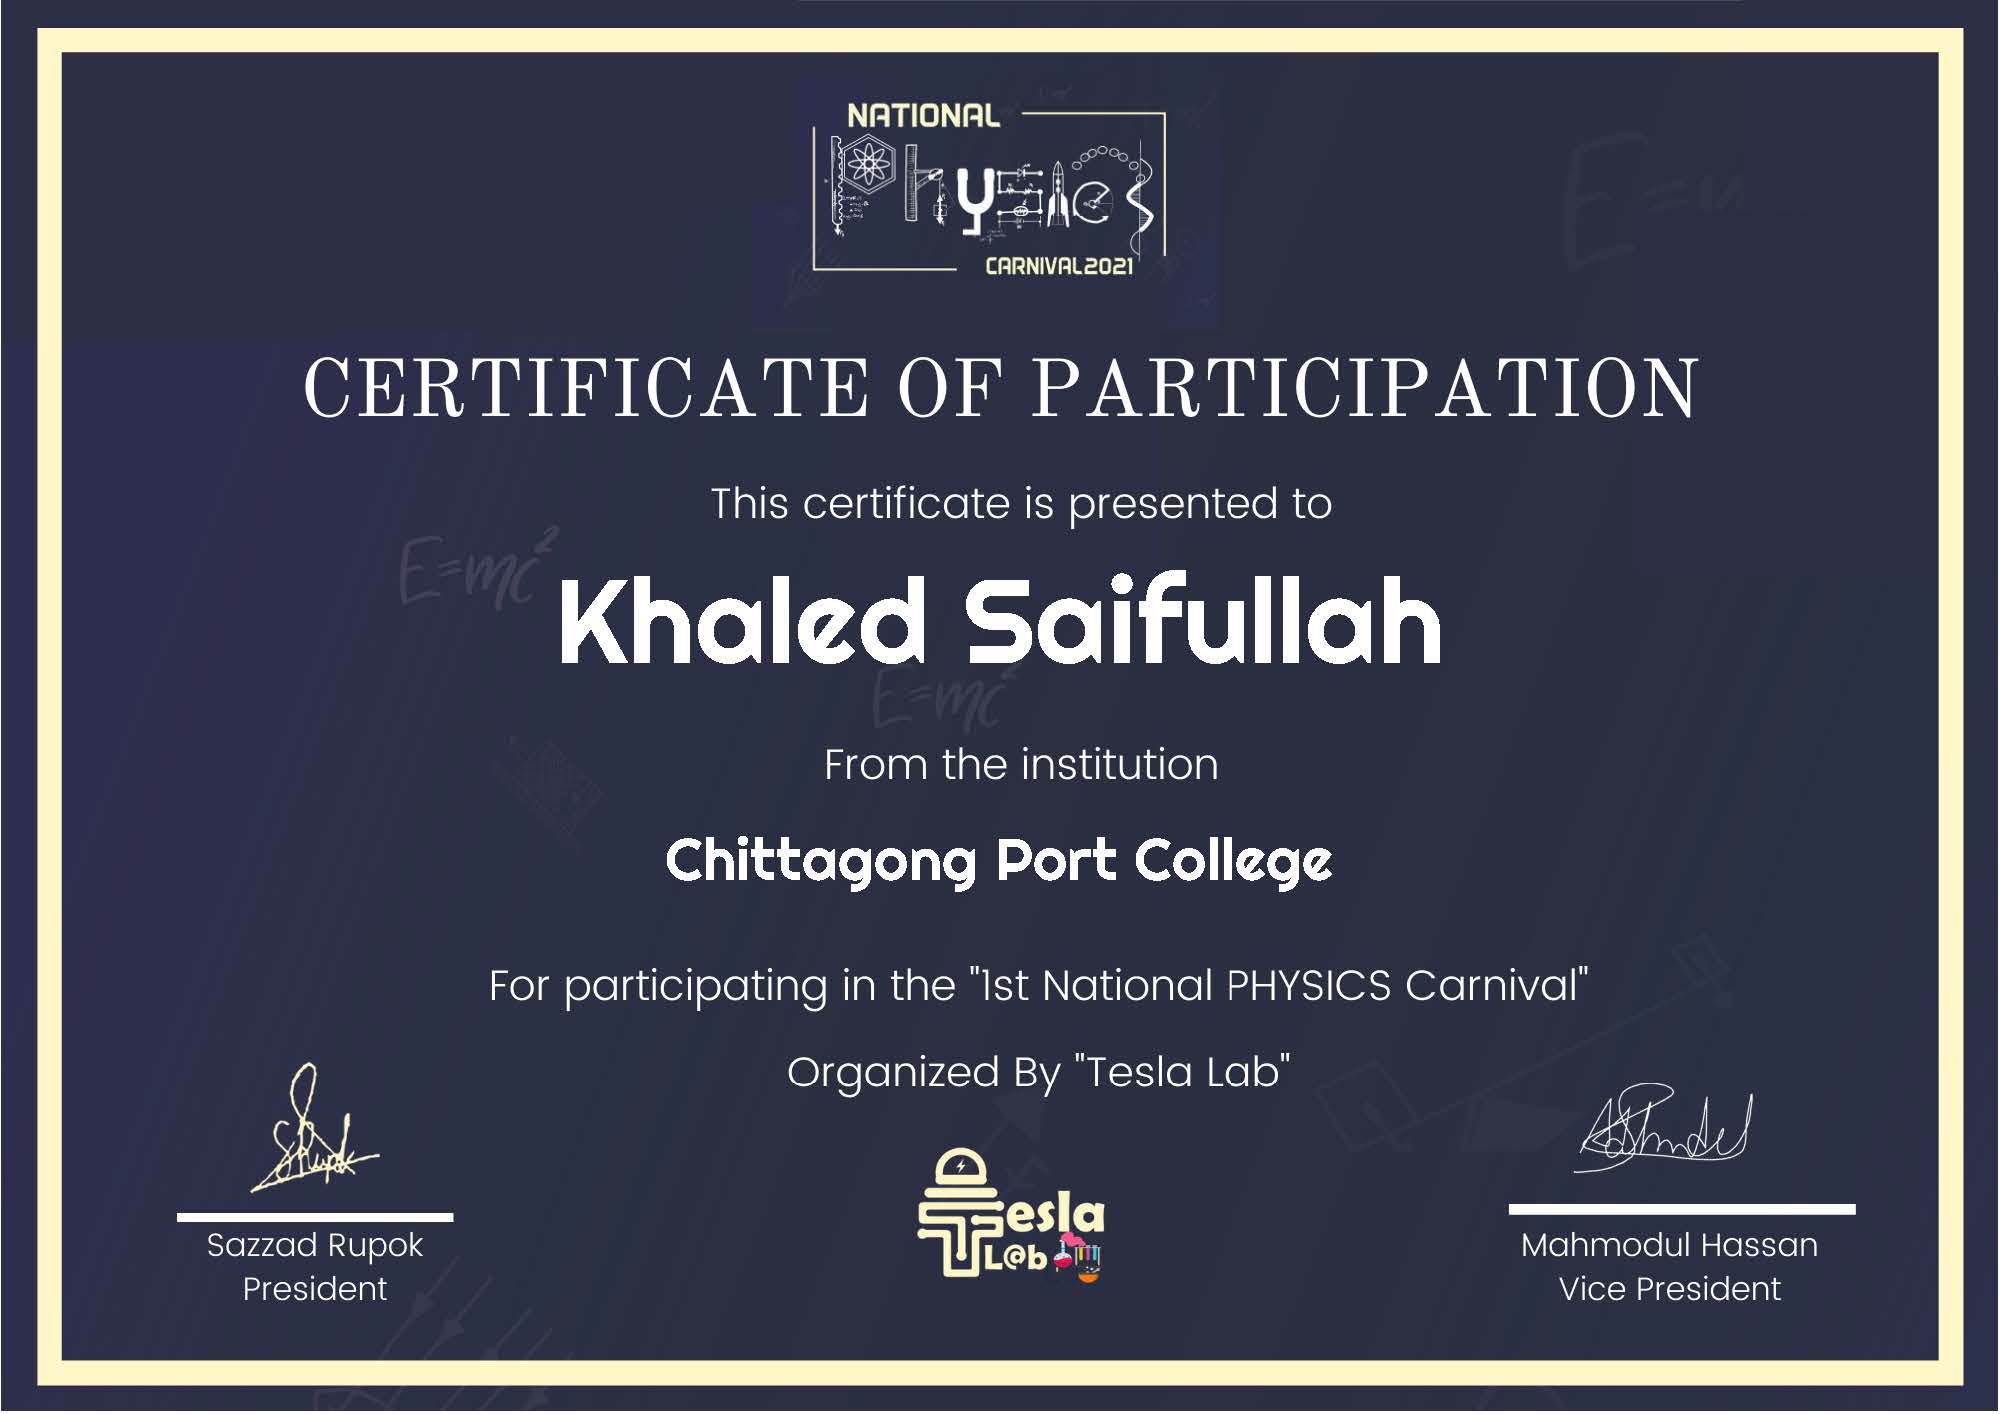 NATIONAL
PhYSICS
CARNIVAL2021
CERTIFICATE OF PARTICIPATION
This certificate is presented to
E=mc²
Khaled Saifullah
E=mc²
From the institution
Chittagong Port College
For participating in the "1st National PHYSICS Carnival"
Organized By "Tesla Lab"
Tesla
L@b
Sazzad Rupok
President
Mahmodul Hassan
Vice President